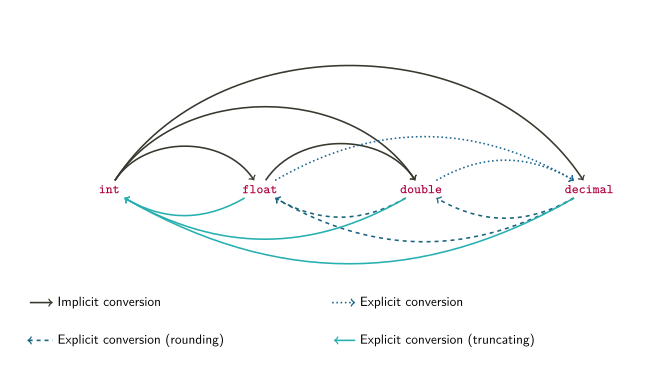 int float double decimal
Implicit conversion Explicit conversion
Explicit conversion (rounding) Explicit conversion (truncating)